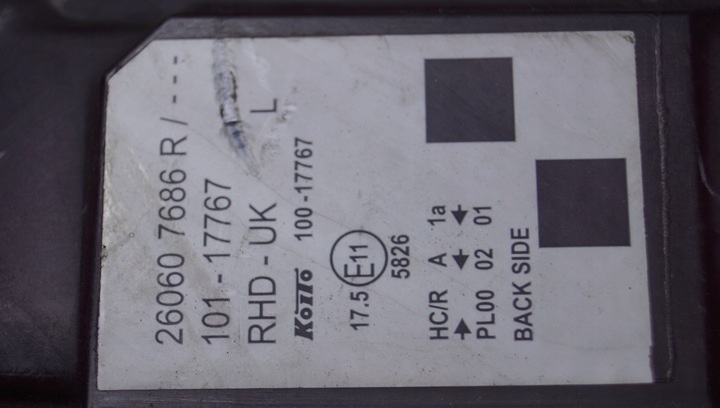 26060 7686 R / ---
101 - 17767
RHD - UK L
KOITO 100 -17767
17.5 E11
5826
HC/R A 1a
→ ← ←
PL00 02 01
BACK SIDE